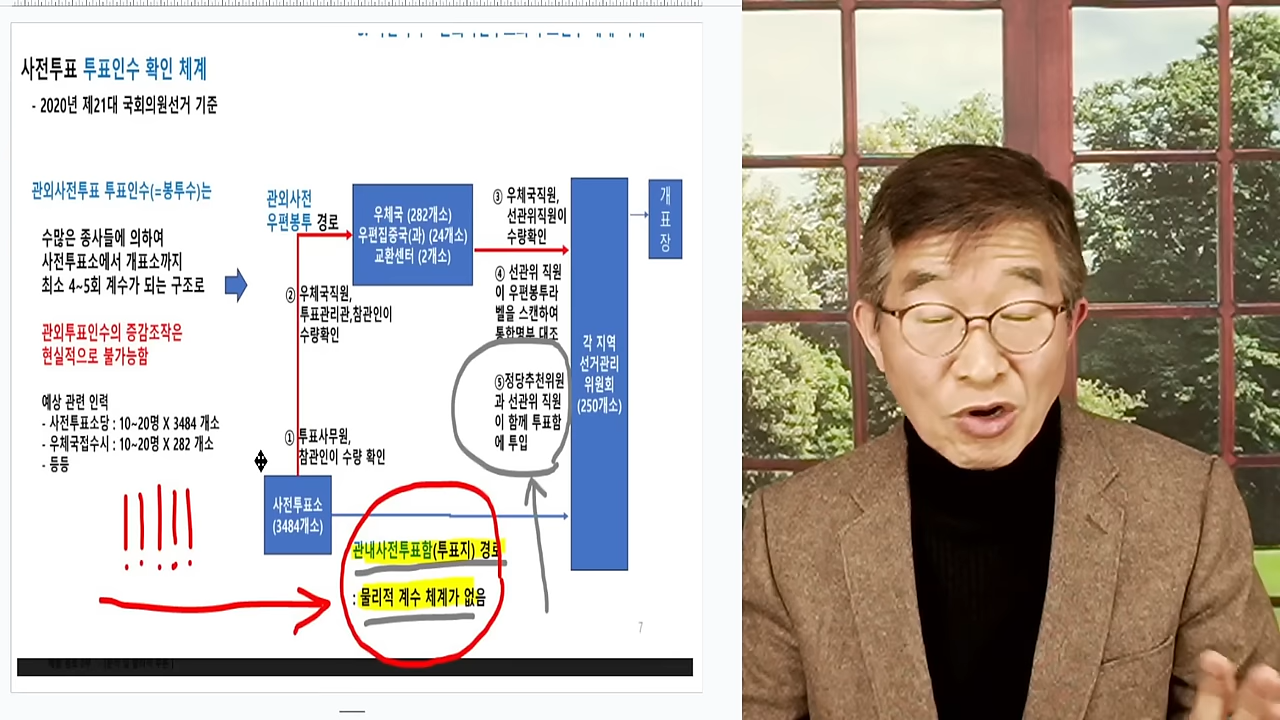 사전투표 투표인수 확인 체계
- 2020년 제21대 국회의원선거 기준
관외사전투표 투표인수(=봉투수)는
수많은 종사들에 의하여
사전투표소에서 개표소까지
최소 4~5회 계수가 되는 구조로
관외투표인수의 증감조작은
현실적으로 불가능함
예상 관련 인력
- 사전투표소당 : 10~20명 X 3484 개소
- 우체국접수시 : 10~20명 X 282 개소
- 등등
!!!!!
관외사전
우편봉투 경로
② 우체국직원,
투표관리관,참관인이
수량확인
① 투표사무원,
참관인이 수량 확인
사전투표소
(3484개소)
우체국 (282개소)
우편집중국(과) (24개소)
교환센터 (2개소)
③ 우체국직원,
선관위직원이
수량확인
④ 선관위 직원
이 우편봉투라
벨을 스캔하여
통합명부 대조
⑤정당추천위원
과 선관위 직원
이 함께 투표함
에 투입
관내사전투표함(투표지) 경로
: 물리적 계수 체계가 없음
각 지역
선거관리
위원회
(250개소)
개
표
장
7